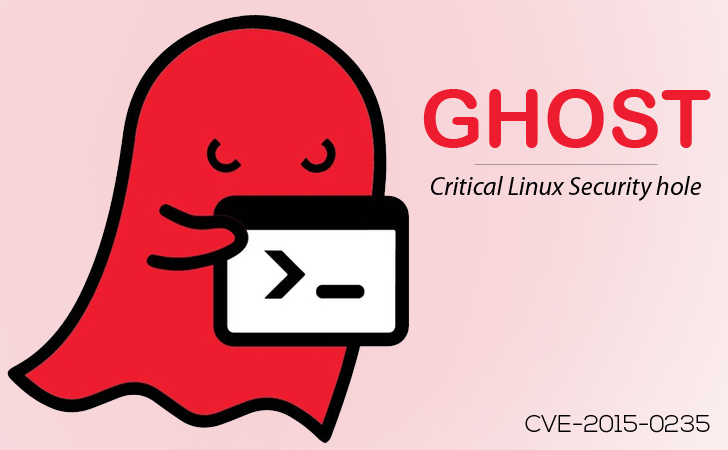 GHOST
Critical Linux Security hole
>_
CVE-2015-0235